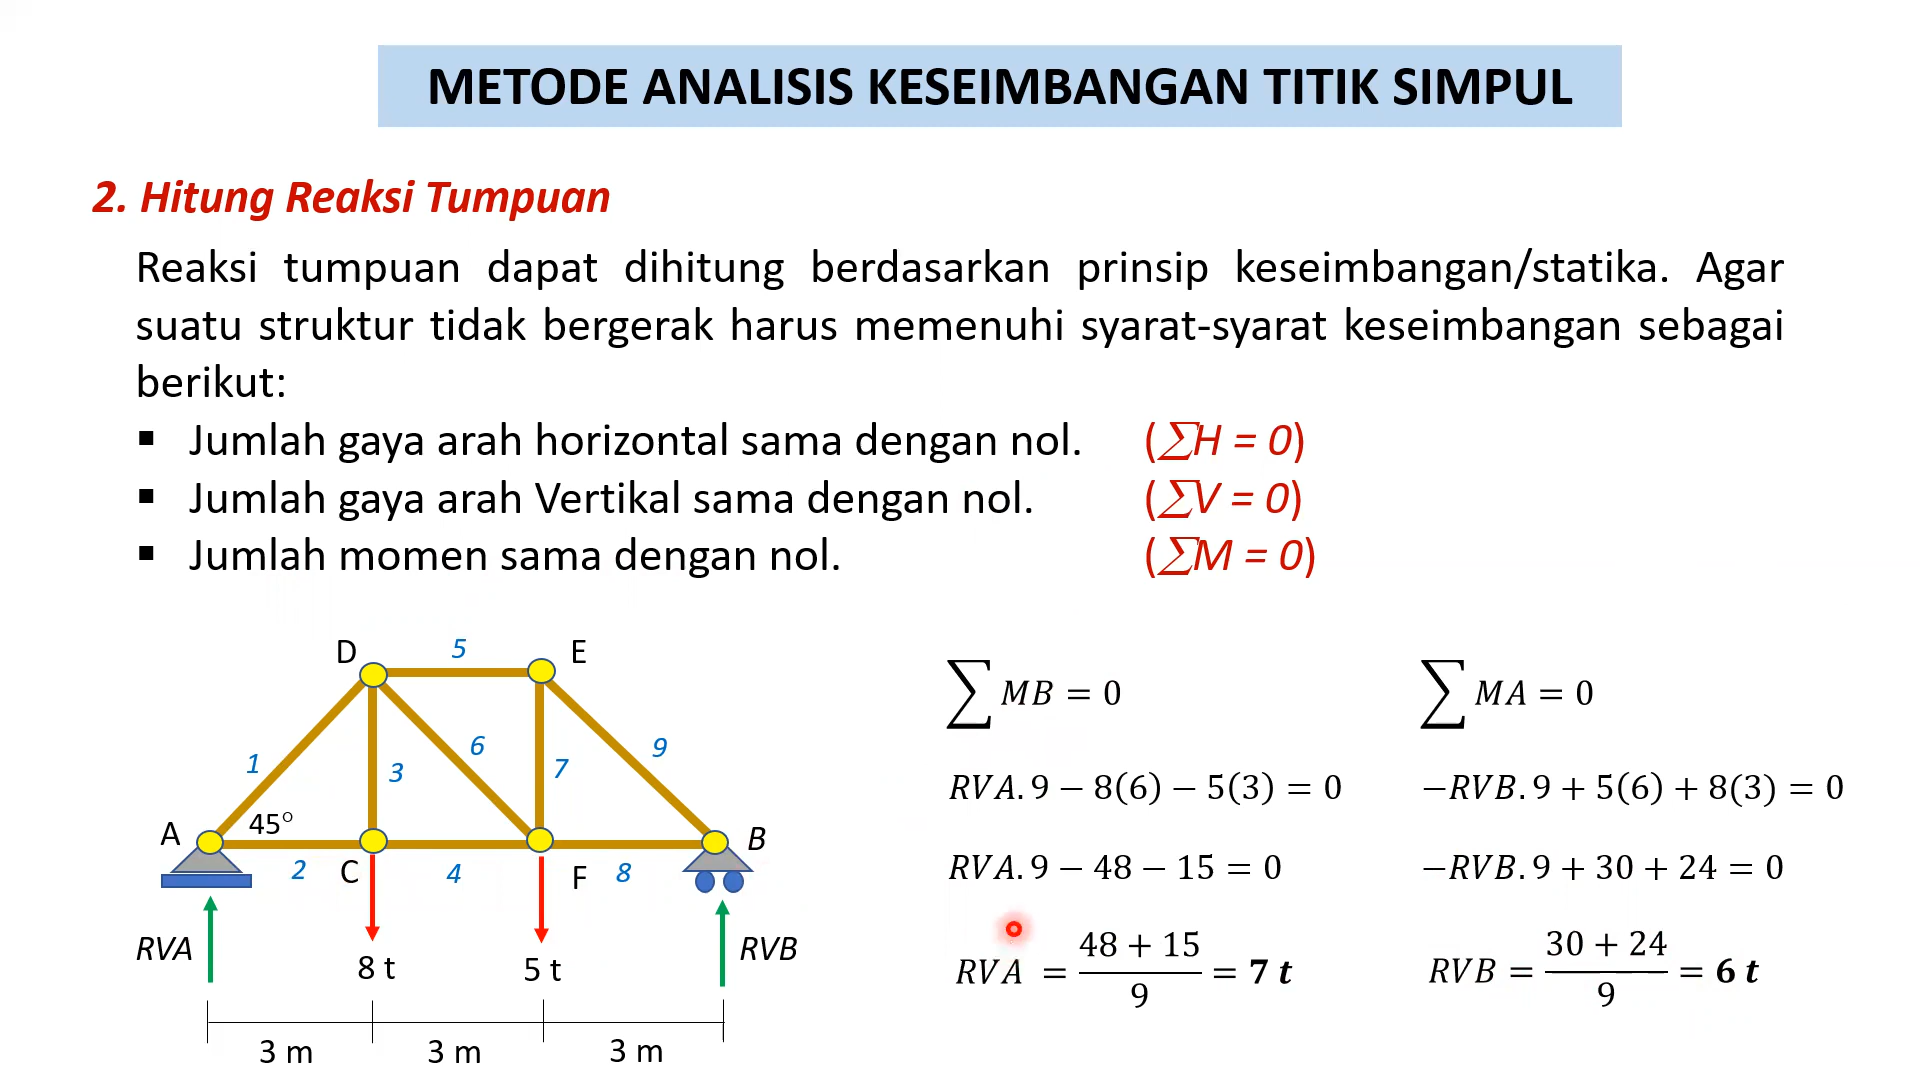 METODE ANALISIS KESEIMBANGAN TITIK SIMPUL
2. Hitung Reaksi Tumpuan
Reaksi tumpuan dapat dihitung berdasarkan prinsip keseimbangan/statika. Agar
suatu struktur tidak bergerak harus memenuhi syarat-syarat keseimbangan sebagai
berikut:
▪ Jumlah gaya arah horizontal sama dengan nol. (∑H = 0)
▪ Jumlah gaya arah Vertikal sama dengan nol. (∑V = 0)
▪ Jumlah momen sama dengan nol. (∑M = 0)
D 5 E
1 3 6 7 9
A 45° B
2 C 4 F 8
RVA 8 t 5 t RVB
3 m 3 m 3 m
∑ MB = 0
RVA. 9 − 8(6) − 5(3) = 0
RVA. 9 − 48 − 15 = 0
RVA = (48 + 15)/9 = 7 t
∑ MA = 0
−RVB. 9 + 5(6) + 8(3) = 0
−RVB. 9 + 30 + 24 = 0
RVB = (30 + 24)/9 = 6 t